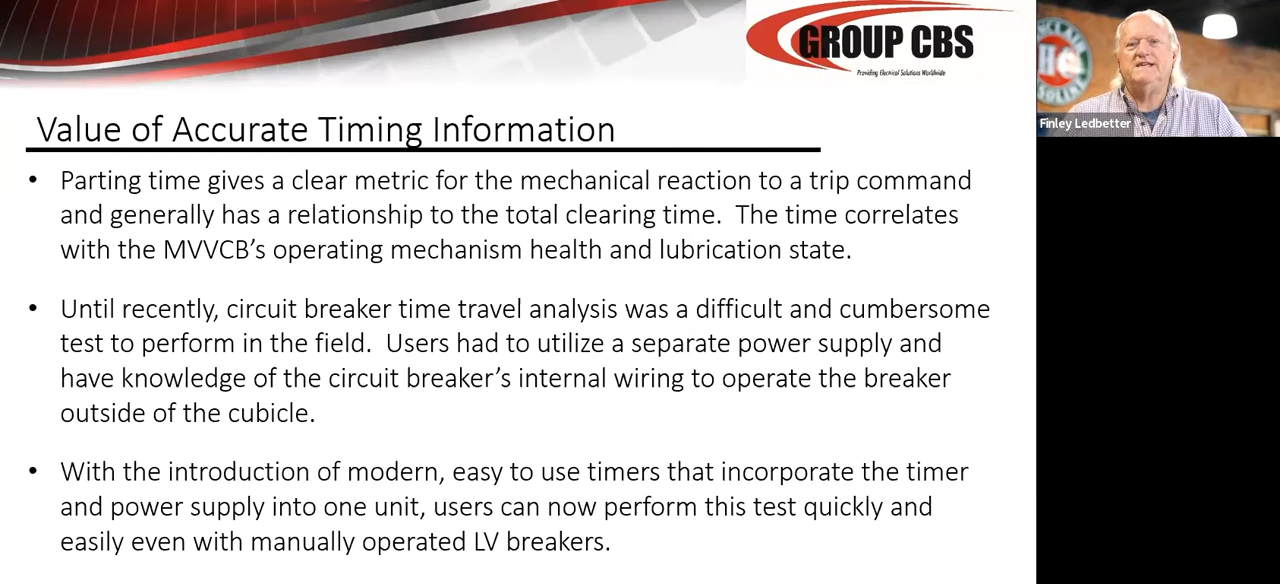 GROUP CBS
Providing Electrical Solutions Worldwide
Value of Accurate Timing Information
• Parting time gives a clear metric for the mechanical reaction to a trip command
and generally has a relationship to the total clearing time. The time correlates
with the MVVCB's operating mechanism health and lubrication state.
• Until recently, circuit breaker time travel analysis was a difficult and cumbersome
test to perform in the field. Users had to utilize a separate power supply and
have knowledge of the circuit breaker's internal wiring to operate the breaker
outside of the cubicle.
• With the introduction of modern, easy to use timers that incorporate the timer
and power supply into one unit, users can now perform this test quickly and
easily even with manually operated LV breakers.
Finley Ledbetter